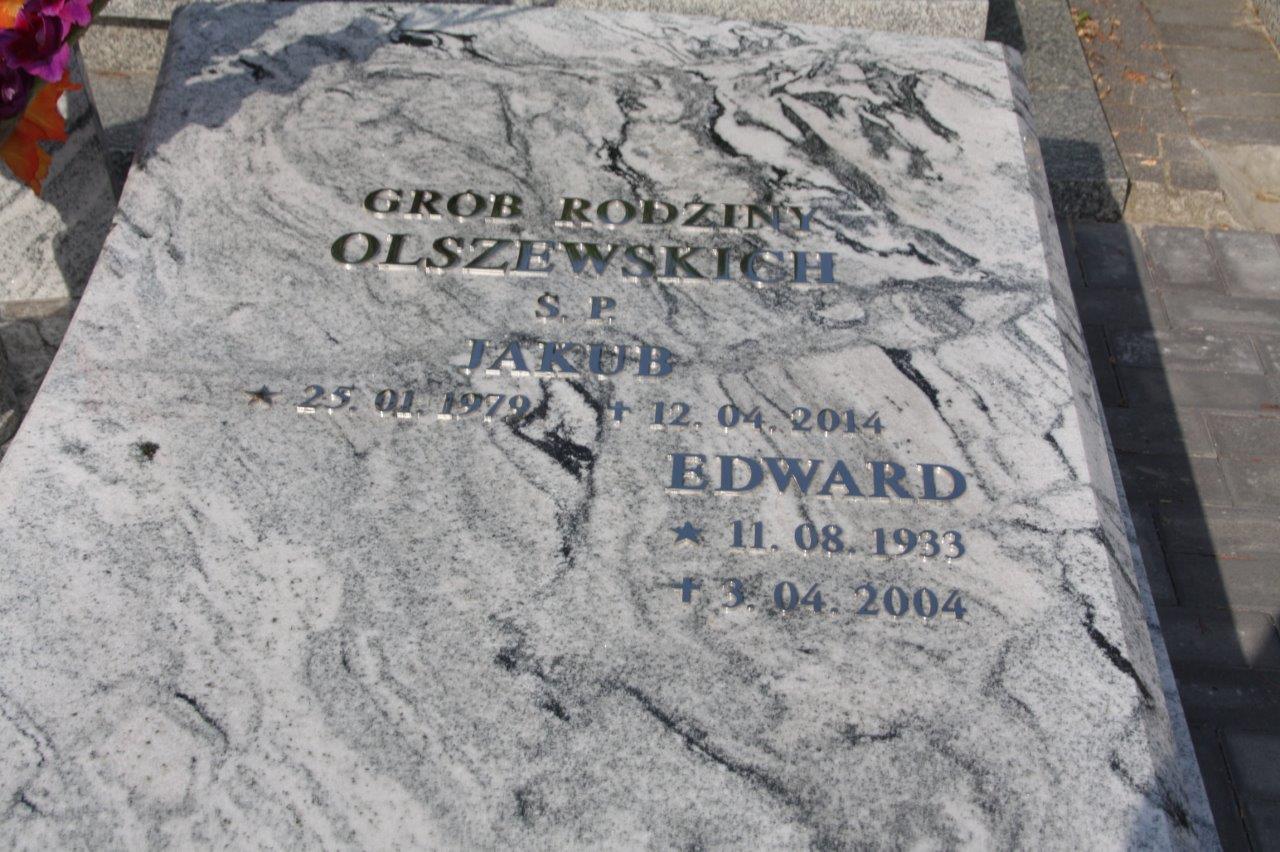 GRÓB RODZINY
OLSZEWSKICH
Ś. P.
JAKUB
★ 25. 01. 1979 ✝ 12. 04. 2014
EDWARD
★ 11. 08. 1933
✝ 3. 04. 2004